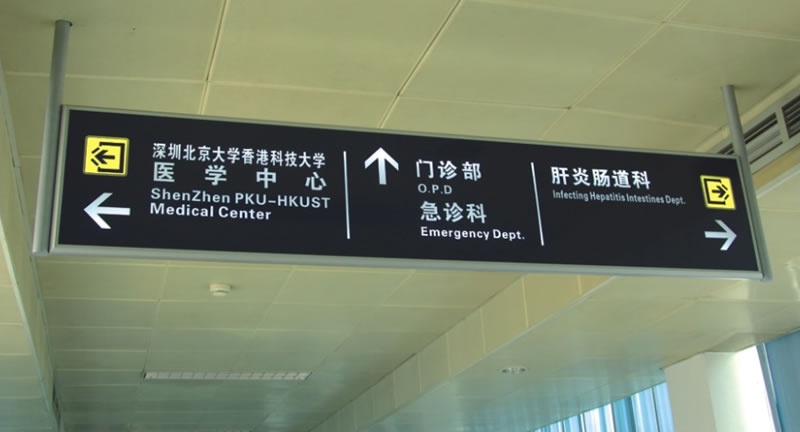 深圳北京大学香港科技大学
医学中心
ShenZhen PKU-HKUST
Medical Center
门诊部
O.P.D
急诊科
Emergency Dept.
肝炎肠道科
Infecting Hepatitis Intestines Dept.